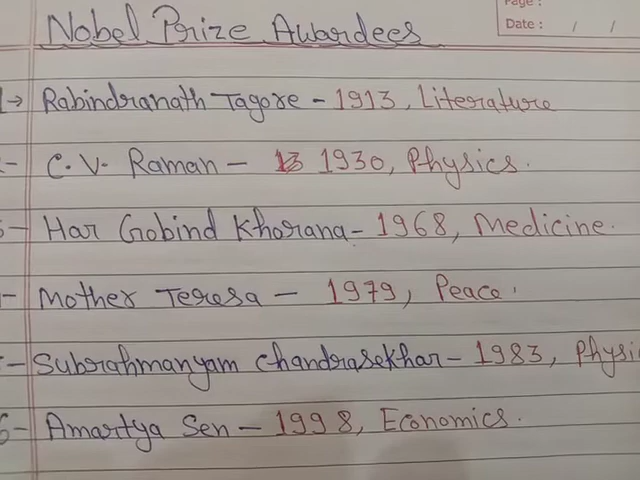 Page :
Date : / /
Nobel Prize Awardees
1→ Rabindranath Tagore - 1913, Literature
- C.V. Raman - 1930, Physics.
- Har Gobind Khorana - 1968, Medicine.
- Mother Teresa - 1979, Peace.
- Subrahmanyam Chandrasekhar - 1983, Physi
6- Amartya Sen - 1998, Economics.